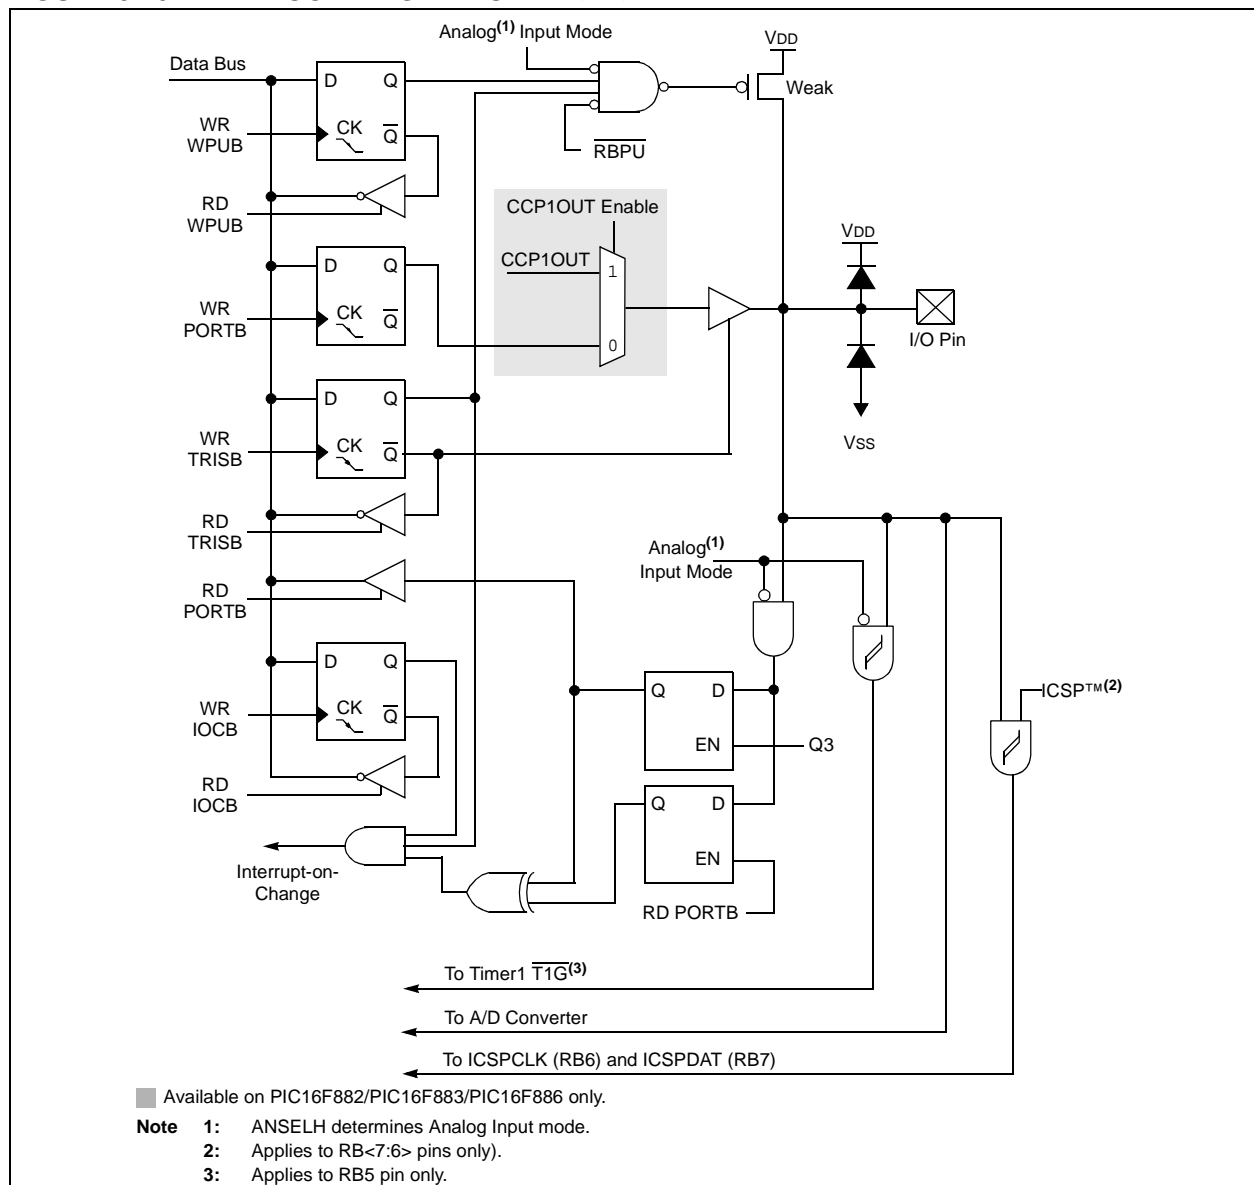 Analog(1) Input Mode
VDD
Data Bus
D Q
Weak
WR
WPUB
CK Q
RBPU
RD
WPUB
CCP1OUT Enable
VDD
D Q
CCP1OUT
1
WR
PORTB
CK Q
I/O Pin
0
D Q
WR
TRISB
CK Q
VSS
RD
TRISB
Analog(1)
Input Mode
RD
PORTB
D Q
Q D
ICSP™(2)
WR
IOCB
CK Q
EN
Q3
RD
IOCB
Q D
EN
Interrupt-on-
Change
RD PORTB
To Timer1 T1G(3)
To A/D Converter
To ICSPCLK (RB6) and ICSPDAT (RB7)
Available on PIC16F882/PIC16F883/PIC16F886 only.
Note 1: ANSELH determines Analog Input mode.
2: Applies to RB<7:6> pins only).
3: Applies to RB5 pin only.